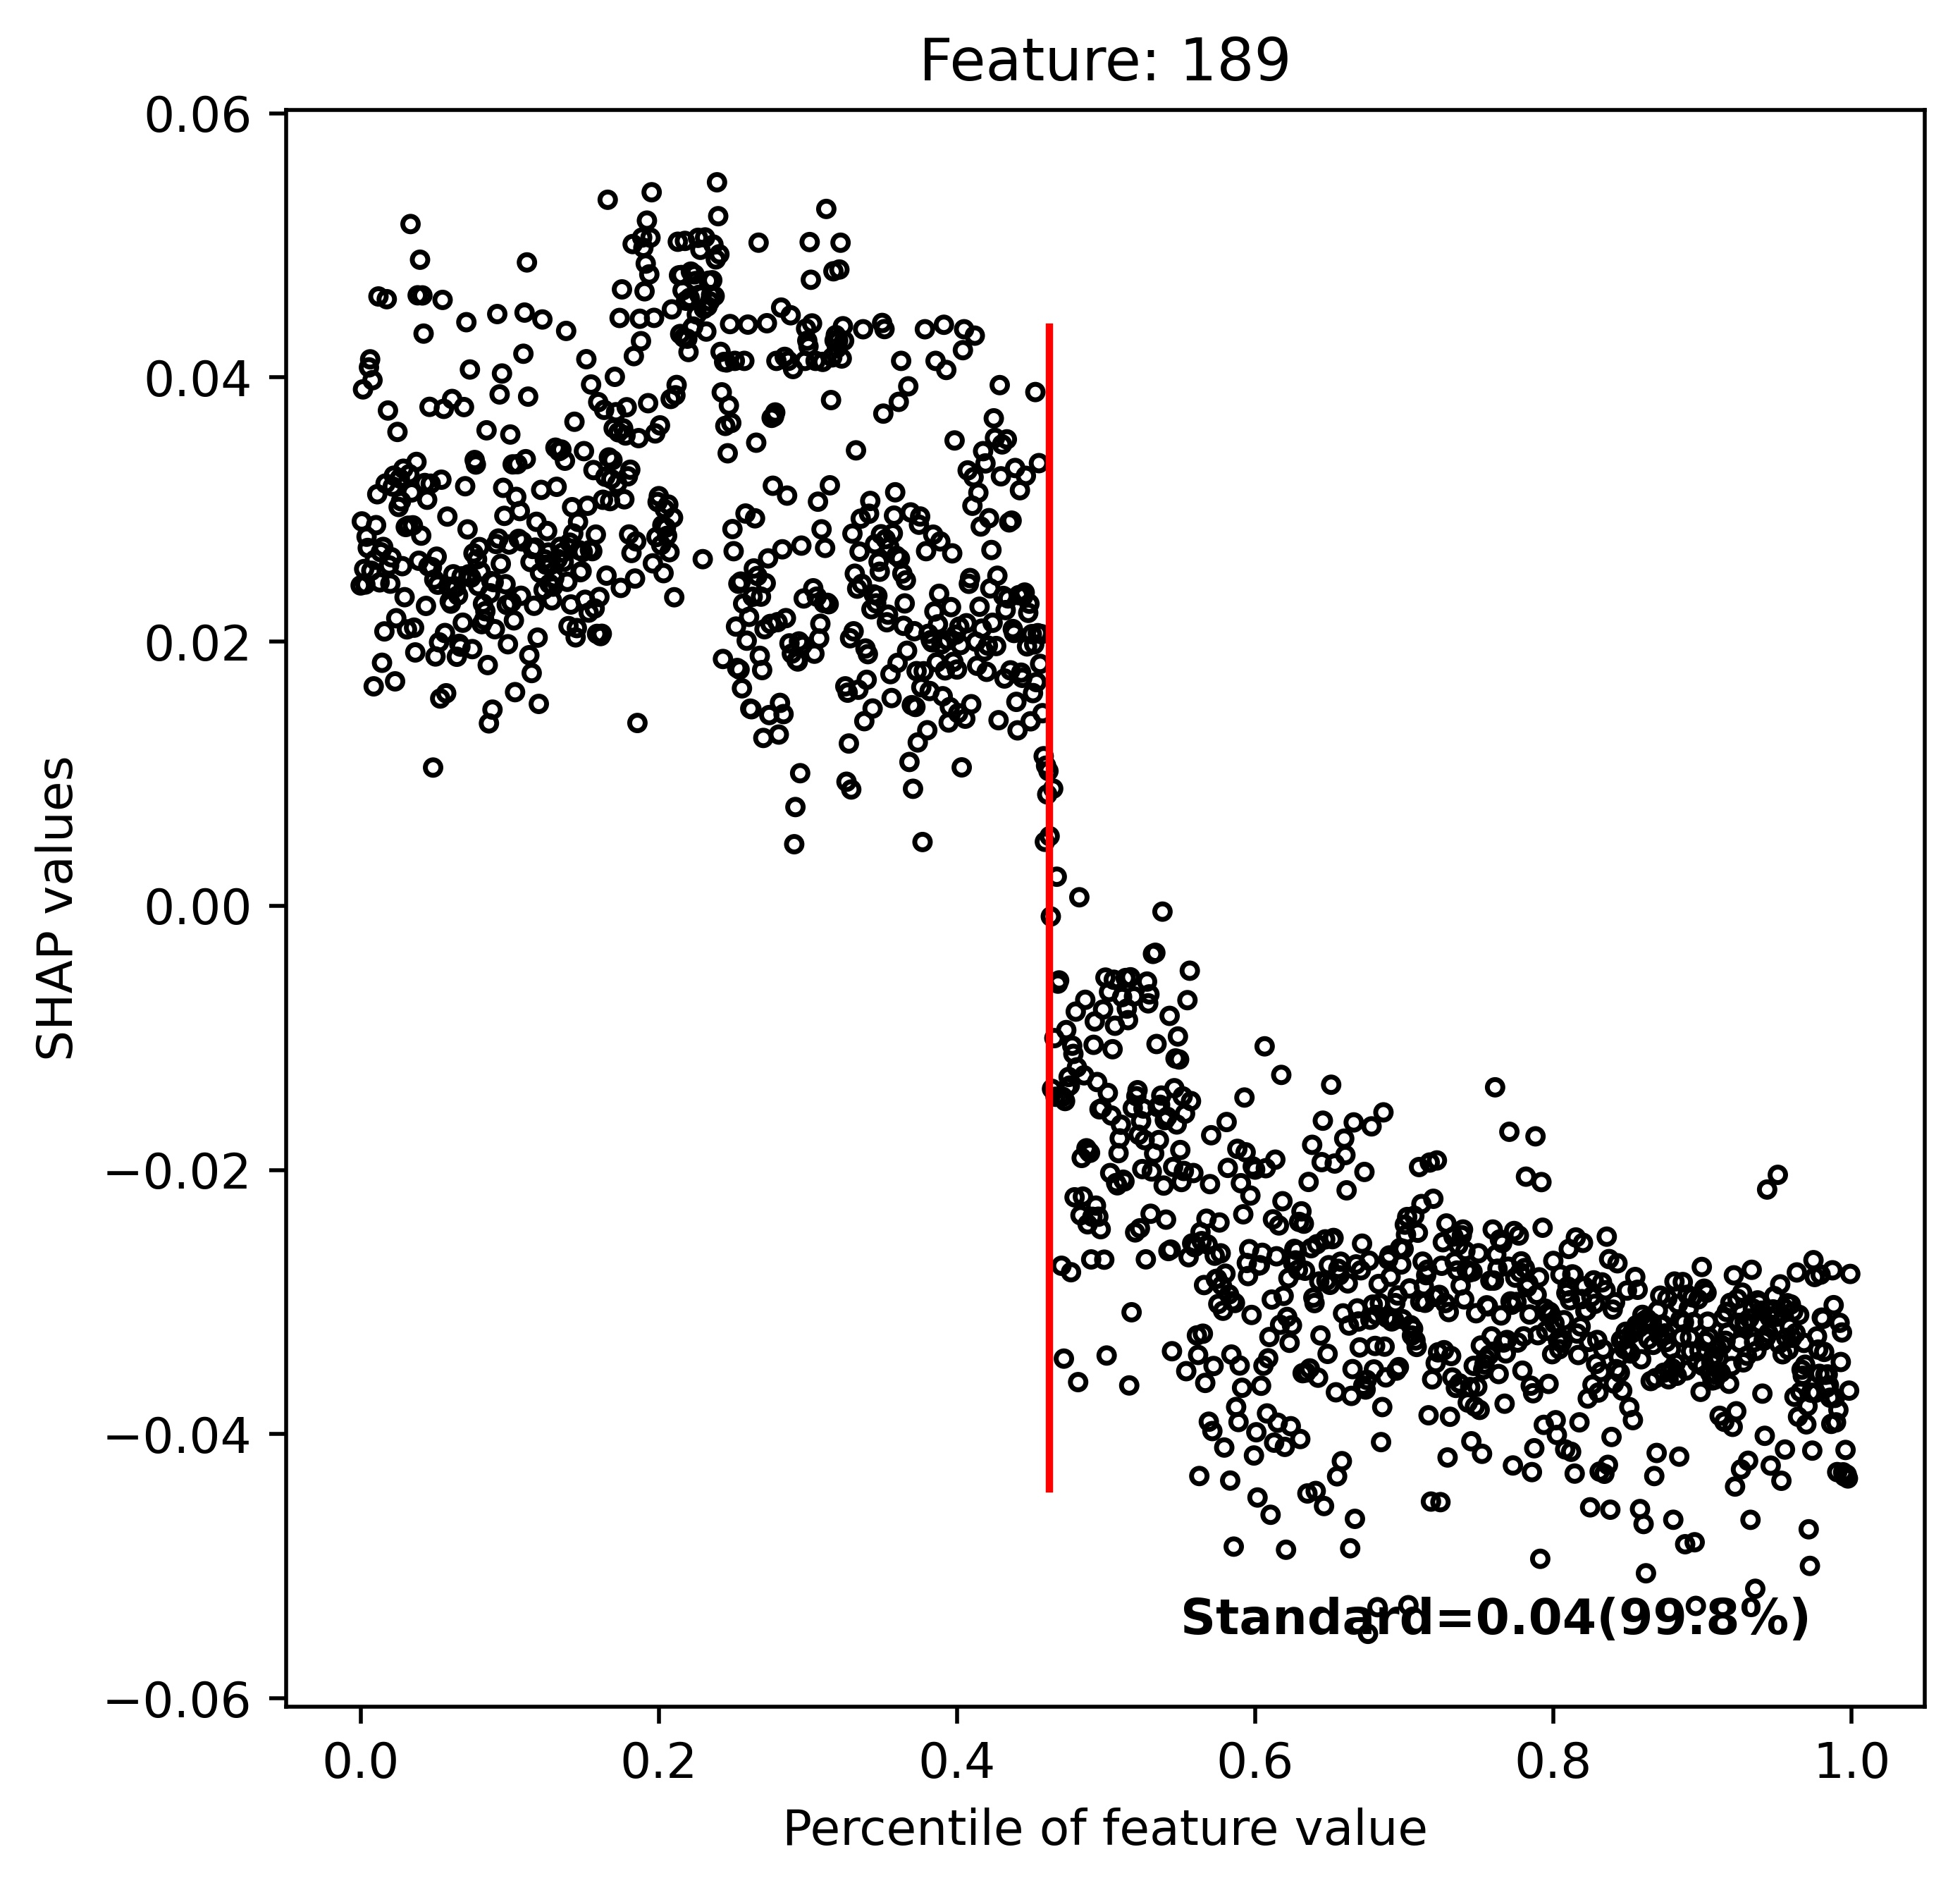 Feature: 189
0.06
0.04
0.02
0.00
−0.02
−0.04
−0.06
SHAP values
Standard=0.04(99.8%)
0.0 0.2 0.4 0.6 0.8 1.0
Percentile of feature value